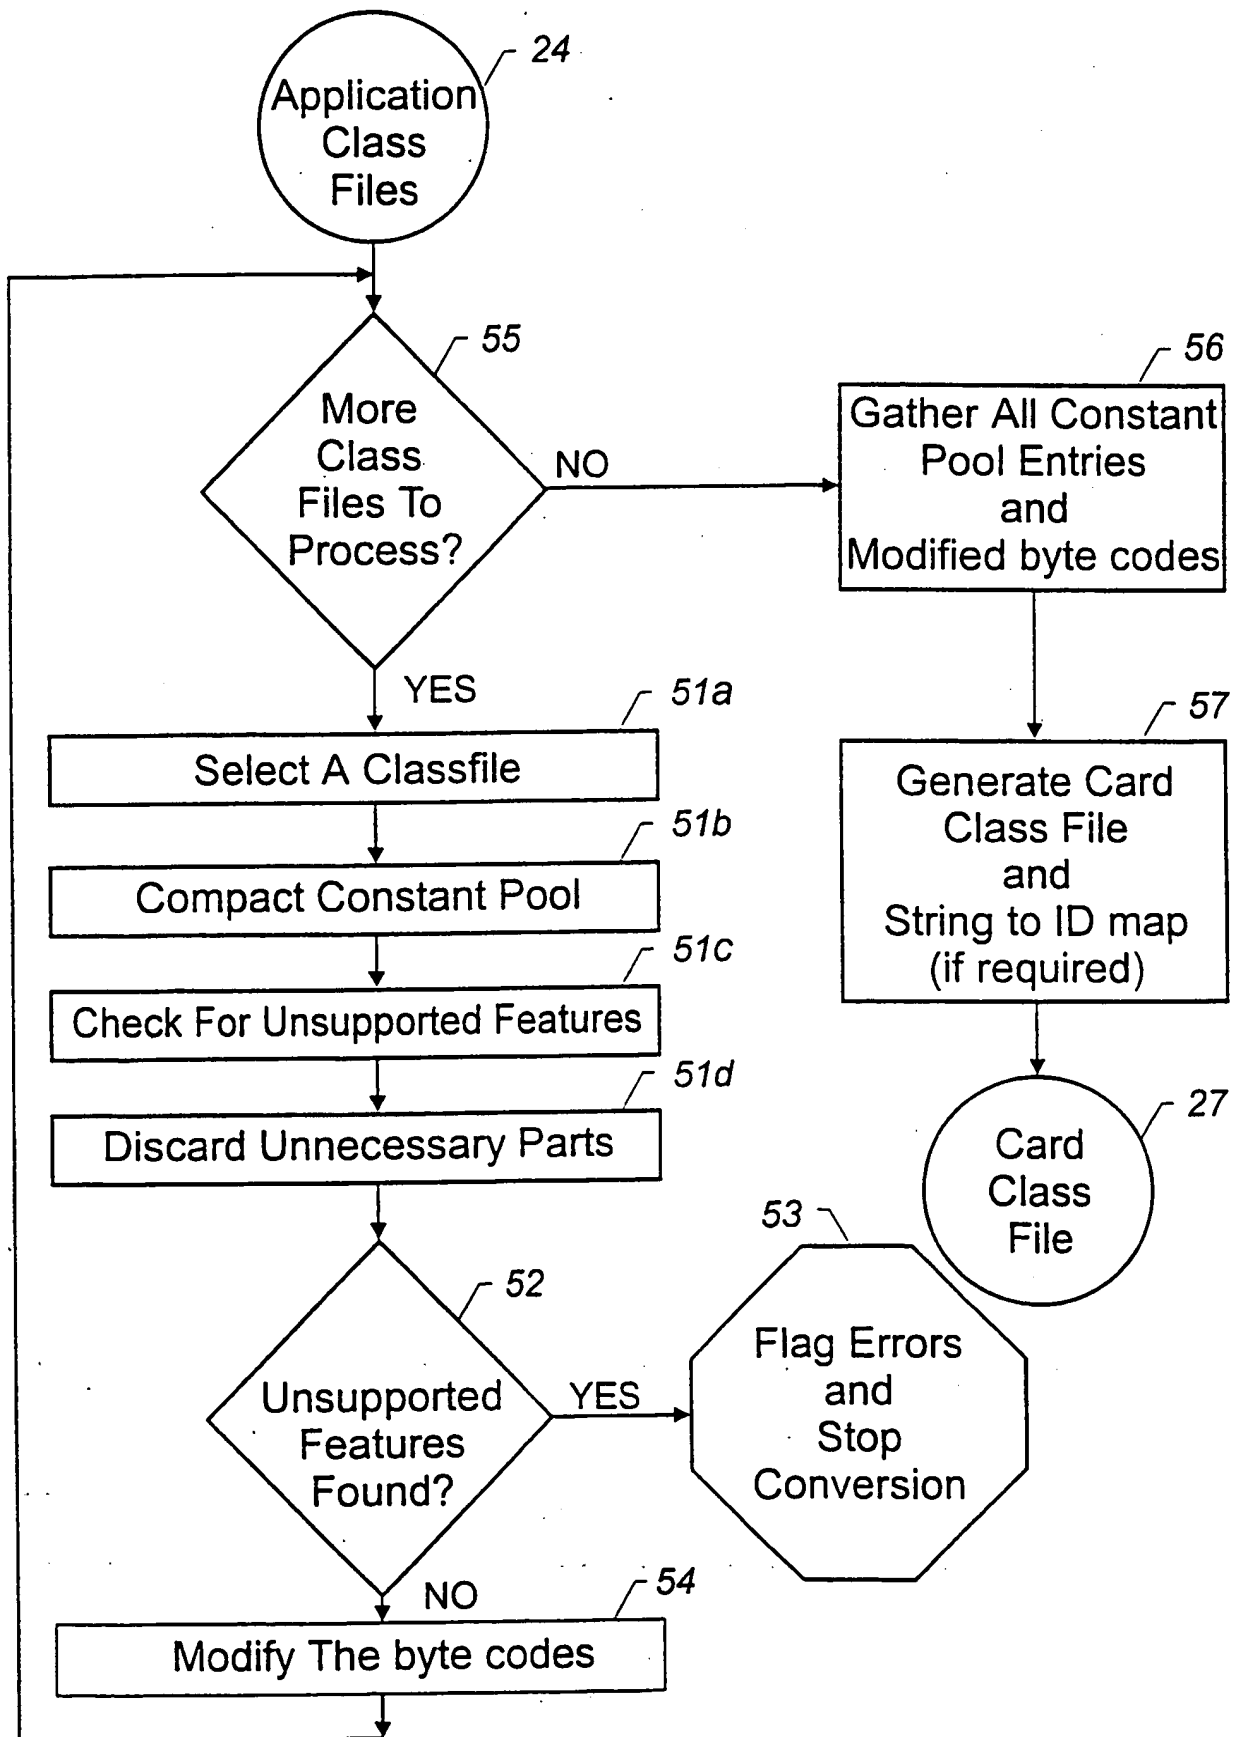 24
Application
Class
Files
55
More
Class
Files To
Process?
NO
YES
56
Gather All Constant
Pool Entries
and
Modified byte codes
51a
Select A Classfile
51b
Compact Constant Pool
51c
Check For Unsupported Features
51d
Discard Unnecessary Parts
57
Generate Card
Class File
and
String to ID map
(if required)
27
Card
Class
File
52
Unsupported
Features
Found?
YES
NO
53
Flag Errors
and
Stop
Conversion
54
Modify The byte codes